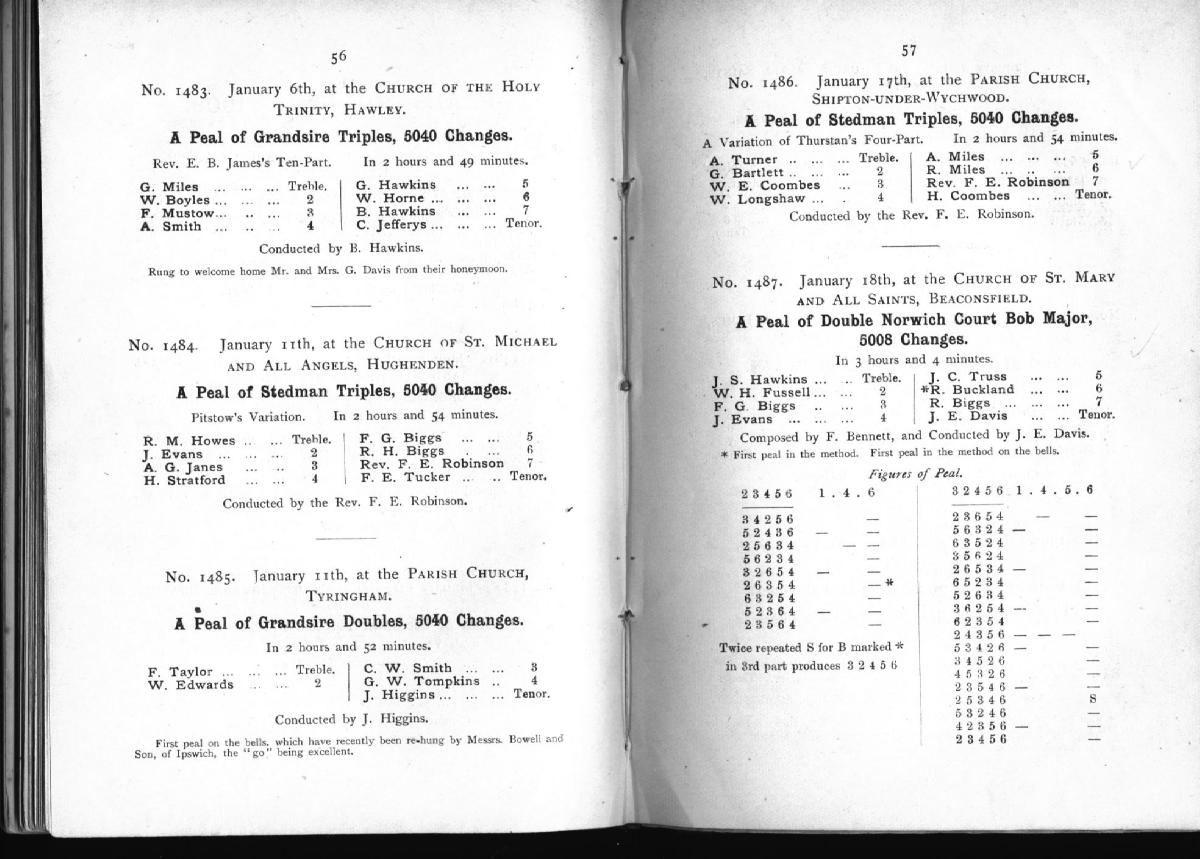 56
No. 1483. January 6th, at the CHURCH OF THE HOLY
TRINITY, HAWLEY.
A Peal of Grandsire Triples, 5040 Changes.
Rev. E. B. James's Ten-Part. In 2 hours and 49 minutes.
G. Miles ... ... ... Treble. G. Hawkins ... ... 5
W. Boyles ... ... ... 2 W. Horne ... ... ... 6
F. Mustow... .. ... 3 B. Hawkins ... ... 7
A. Smith ... .. ... 4 C. Jefferys ... ... ... Tenor.
Conducted by B. Hawkins.
Rung to welcome home Mr. and Mrs. G. Davis from their honeymoon.
No. 1484. January 11th, at the CHURCH OF ST. MICHAEL
AND ALL ANGELS, HUGHENDEN.
A Peal of Stedman Triples, 5040 Changes.
Pitstow's Variation. In 2 hours and 54 minutes.
R. M. Howes .. ... Treble. F. G. Biggs ... ... 5
J. Evans ... ... ... 2 R. H. Biggs . ... 6
A. G. Janes ... .. 3 Rev. F. E. Robinson 7
H. Stratford ... ... 4 F. E. Tucker ... .. Tenor.
Conducted by the Rev. F. E. Robinson.
No. 1485. January 11th, at the PARISH CHURCH,
TYRINGHAM.
A Peal of Grandsire Doubles, 5040 Changes.
In 2 hours and 52 minutes.
F. Taylor ... ... ... Treble. C. W. Smith ... ... 3
W. Edwards ... ... 2 G. W. Tompkins .. 4
J. Higgins ... ... ... Tenor.
Conducted by J. Higgins.
First peal on the bells, which have recently been re-hung by Messrs. Bowell and
Son, of Ipswich, the "go" being excellent.
57
No. 1486. January 17th, at the PARISH CHURCH,
SHIPTON-UNDER-WYCHWOOD.
A Peal of Stedman Triples, 5040 Changes.
A Variation of Thurstan's Four-Part. In 2 hours and 54 minutes.
A. Turner .. ... ... Treble. A. Miles ... ... ... 5
G. Bartlett .. ... ... 2 R. Miles ... .. ... 6
W. E. Coombes .. 3 Rev. F. E. Robinson 7
W. Longshaw ... . 4 H. Coombes ... ... Tenor.
Conducted by the Rev. F. E. Robinson.
No. 1487. January 18th, at the CHURCH OF ST. MARY
AND ALL SAINTS, BEACONSFIELD.
A Peal of Double Norwich Court Bob Major,
5008 Changes.
In 3 hours and 4 minutes.
J. S. Hawkins ... .. Treble. J. C. Truss ... ... 5
W. H. Fussell ... ... 2 *R. Buckland ... ... 6
F. G. Biggs .. ... 3 R. Biggs ... ... ... 7
J. Evans ... ... ... 4 J. E. Davis ... ... Tenor.
Composed by F. Bennett, and Conducted by J. E. Davis.
* First peal in the method. First peal in the method on the bells.
Figures of Peal.
2 3 4 5 6 1 . 4 . 6
3 4 2 5 6 —
5 2 4 3 6 — —
2 5 6 3 4 — —
5 6 2 3 4 —
3 2 6 5 4 — —
2 6 3 5 4 — *
6 3 2 5 4 —
5 2 3 6 4 — —
2 3 5 6 4 —
Twice repeated S for B marked *
in 3rd part produces 3 2 4 5 6
3 2 4 5 6 1 . 4 . 5 . 6
2 3 6 5 4 — —
5 6 3 2 4 — —
6 3 5 2 4 —
3 5 6 2 4 —
2 6 5 3 4 — —
6 5 2 3 4 —
5 2 6 3 4 —
3 6 2 5 4 — —
6 2 3 5 4 —
2 4 3 5 6 — — —
5 3 4 2 6 — —
3 4 5 2 6 —
4 5 3 2 6 —
2 3 5 4 6 — —
2 5 3 4 6 S
5 3 2 4 6 —
4 2 3 5 6 — —
2 3 4 5 6 —